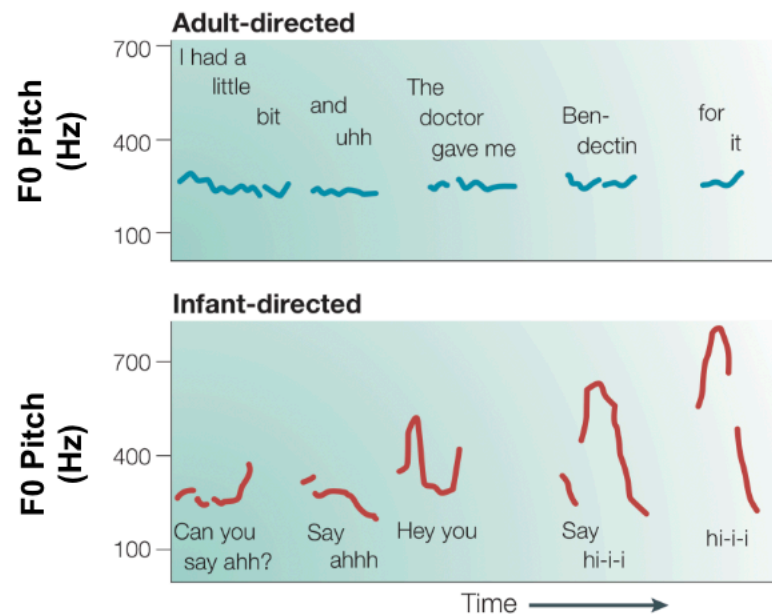 Adult-directed
F0 Pitch
(Hz)
700
400
100
I had a
little
bit
and
uhh
The
doctor
gave me
Ben-
dectin
for
it
Infant-directed
F0 Pitch
(Hz)
700
400
100
Can you
say ahh?
Say
ahhh
Hey you
Say
hi-i-i
hi-i-i
Time